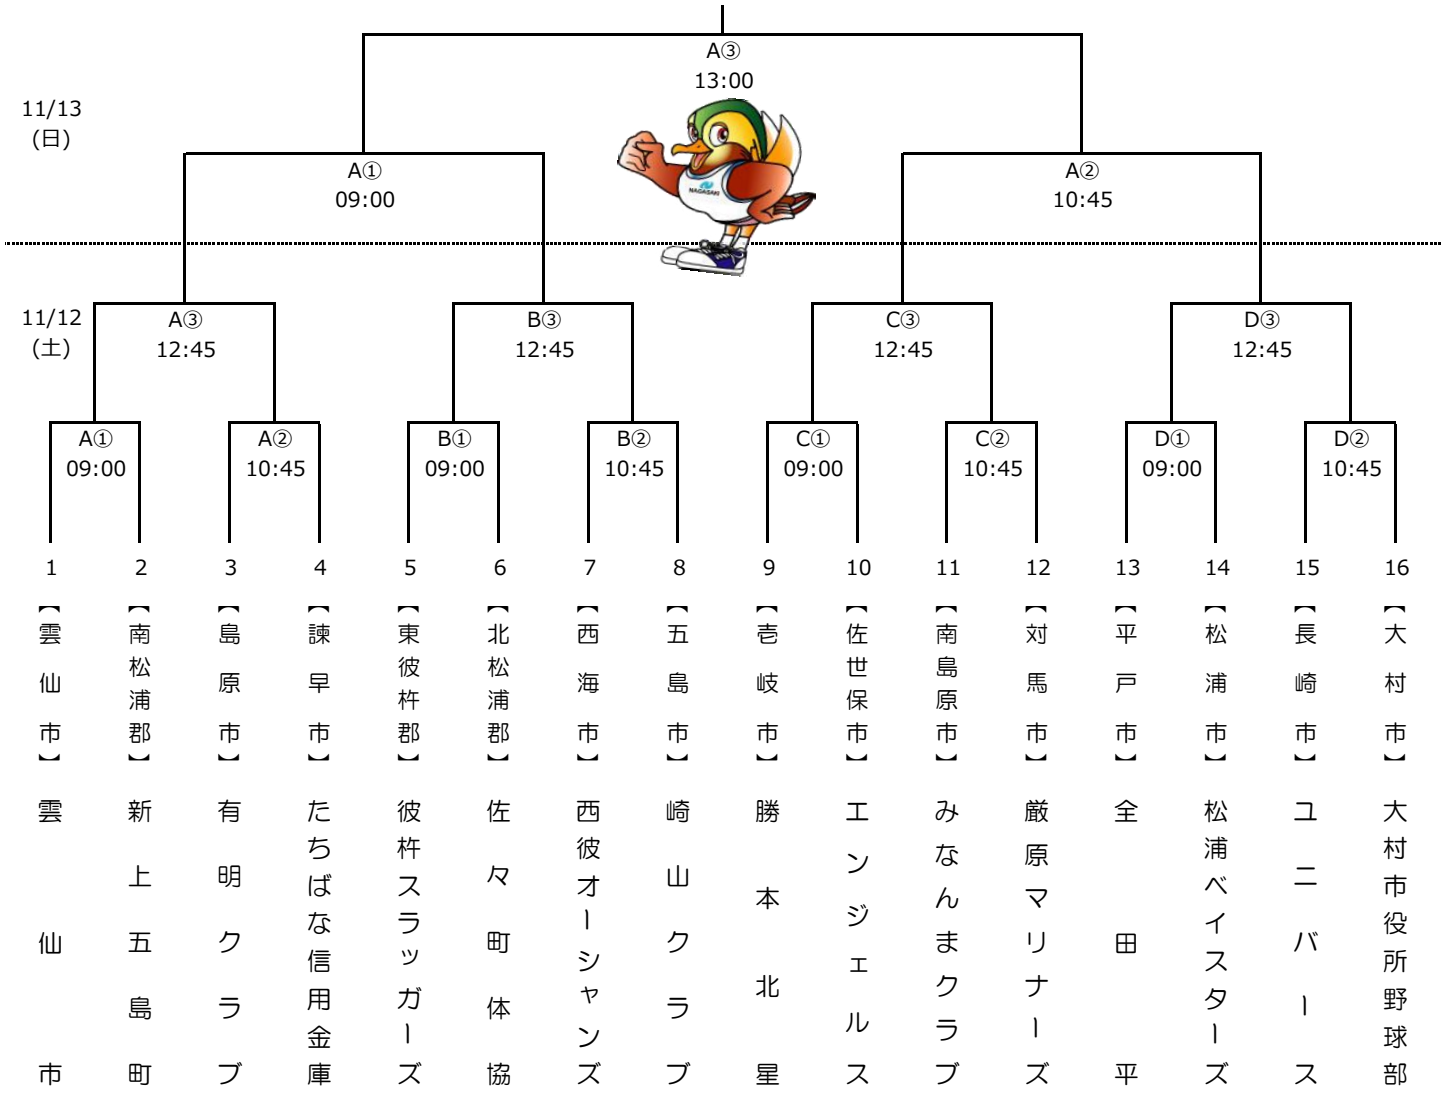 A③
13:00
11/13
(日)
NAGASAKI
A①
09:00
A②
10:45
11/12
(土)
A③
12:45
B③
12:45
C③
12:45
D③
12:45
A①
09:00
A②
10:45
B①
09:00
B②
10:45
C①
09:00
C②
10:45
D①
09:00
D②
10:45
1
2
3
4
5
6
7
8
9
10
11
12
13
14
15
16
【雲仙市】
雲仙市
【南松浦郡】
新上五島町
【島原市】
有明クラブ
【諫早市】
たちばな信用金庫
【東彼杵郡】
彼杵スラッガーズ
【北松浦郡】
佐々町体協
【西海市】
西彼オーシャンズ
【五島市】
崎山クラブ
【壱岐市】
勝本北星
【佐世保市】
エンジェルス
【南島原市】
みなんまクラブ
【対馬市】
厳原マリナーズ
【平戸市】
全田平
【松浦市】
松浦ベイスターズ
【長崎市】
ユニバース
【大村市】
大村市役所野球部